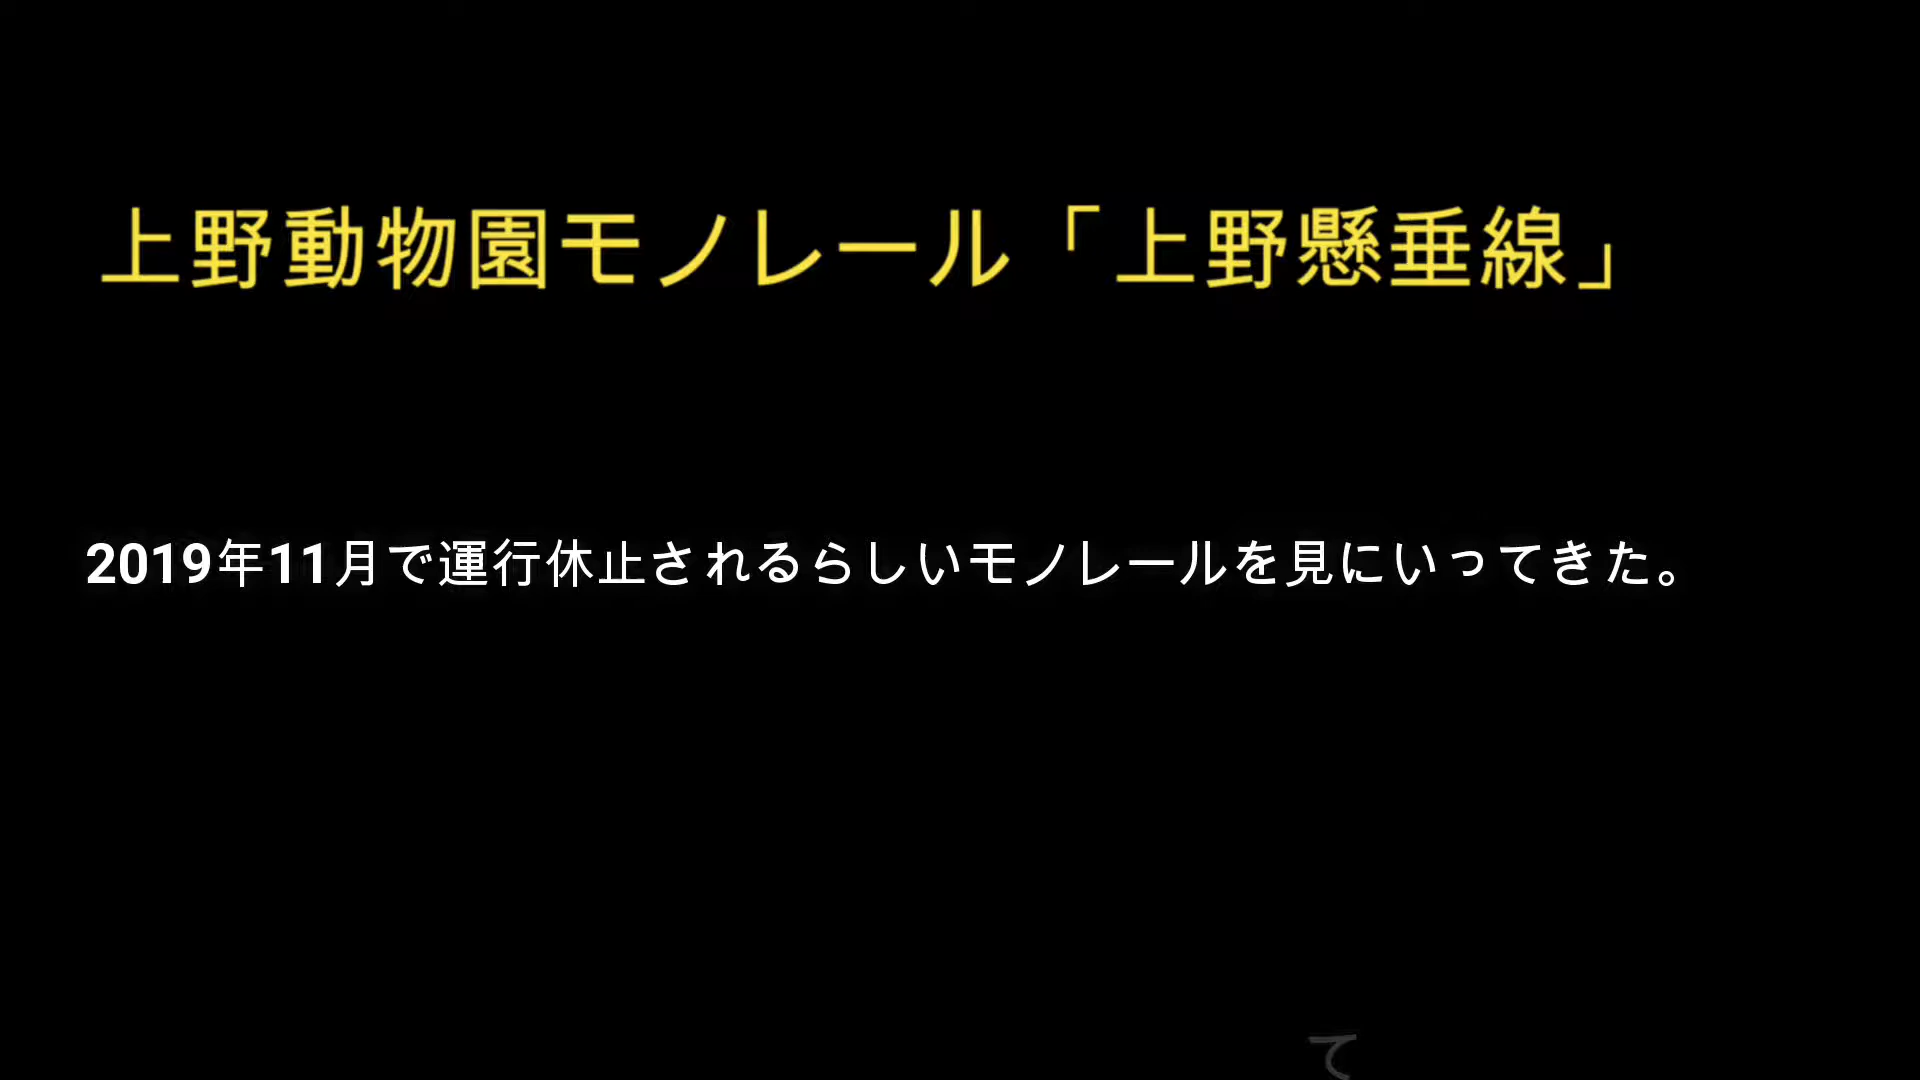 上野動物園モノレール「上野懸垂線」
2019年11月で運行休止されるらしいモノレールを見にいってきた。
て